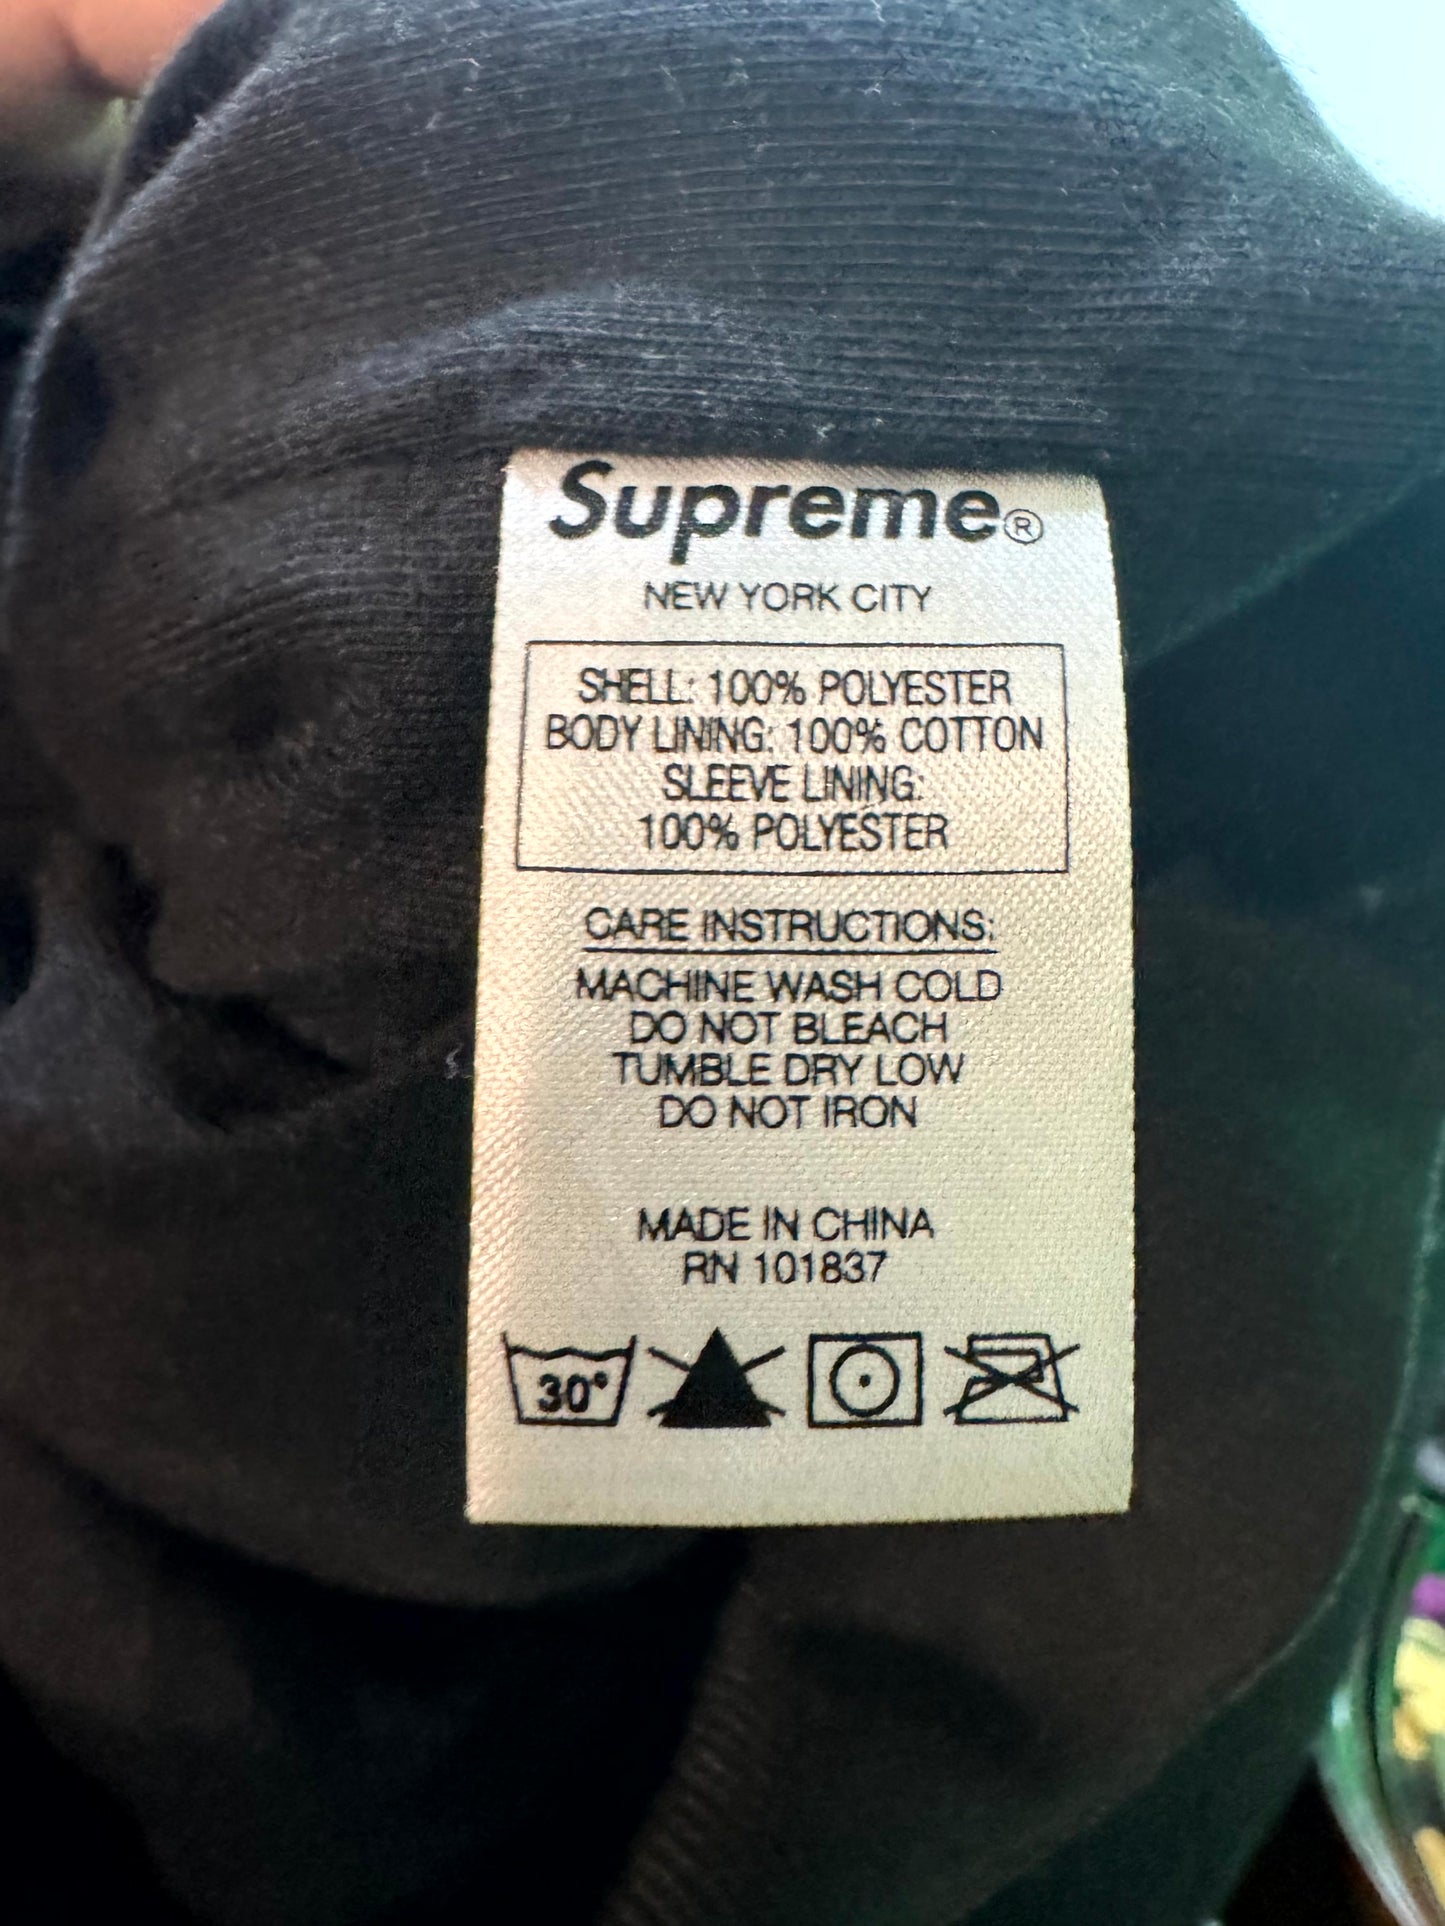 Supreme®
NEW YORK CITY
SHELL: 100% POLYESTER
BODY LINING: 100% COTTON
SLEEVE LINING:
100% POLYESTER
CARE INSTRUCTIONS:
MACHINE WASH COLD
DO NOT BLEACH
TUMBLE DRY LOW
DO NOT IRON
MADE IN CHINA
RN 101837
30°